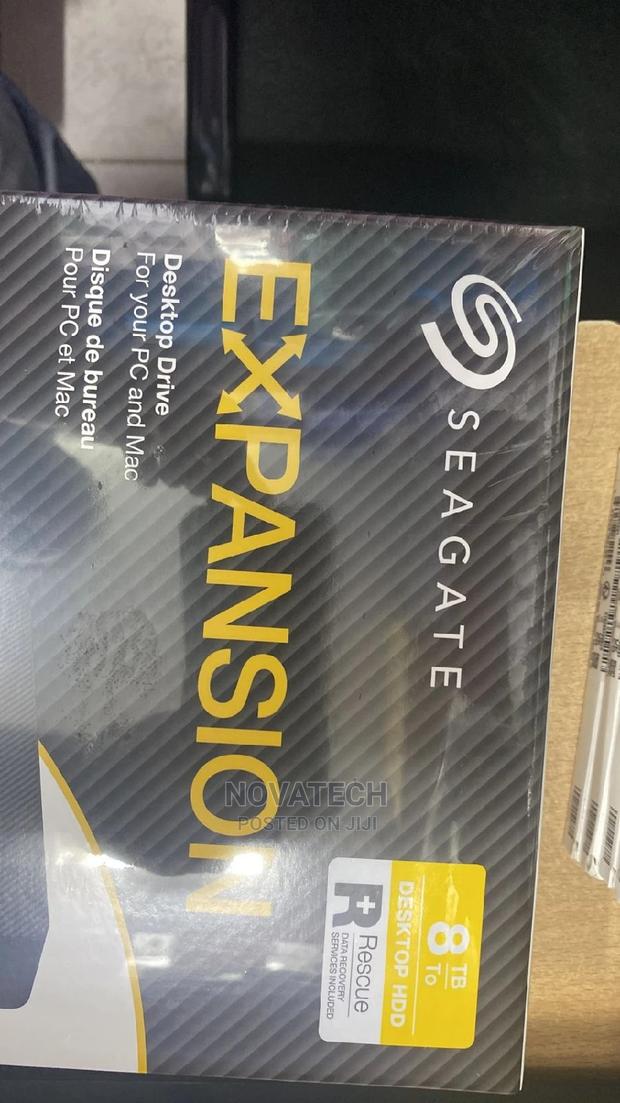 SEAGATE
EXPANSION
Desktop Drive
For your PC and Mac
Disque de bureau
Pour PC et Mac
8 TB
To
DESKTOP HDD
+R Rescue
DATA RECOVERY
SERVICES INCLUDED
NOVATECH
POSTED ON JIJI